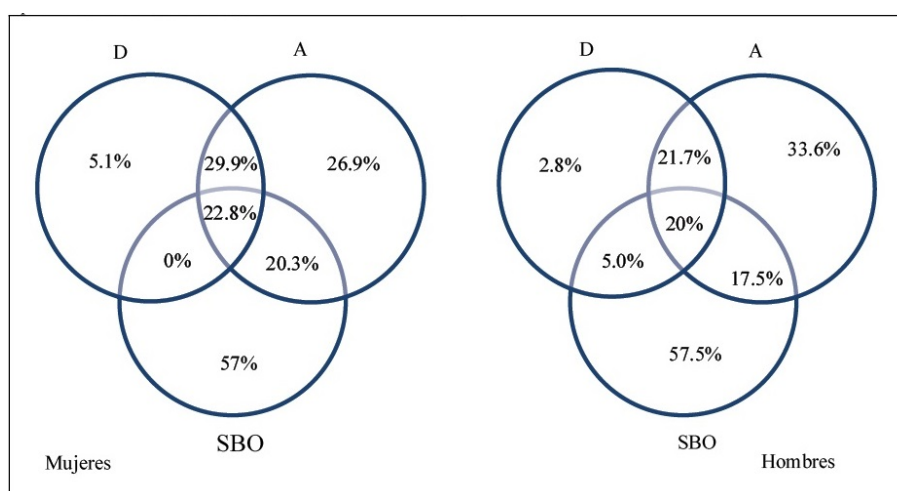 D
A
5.1%
29.9%
26.9%
22.8%
0%
20.3%
57%
SBO
Mujeres
D
A
2.8%
21.7%
33.6%
20%
5.0%
17.5%
57.5%
SBO
Hombres